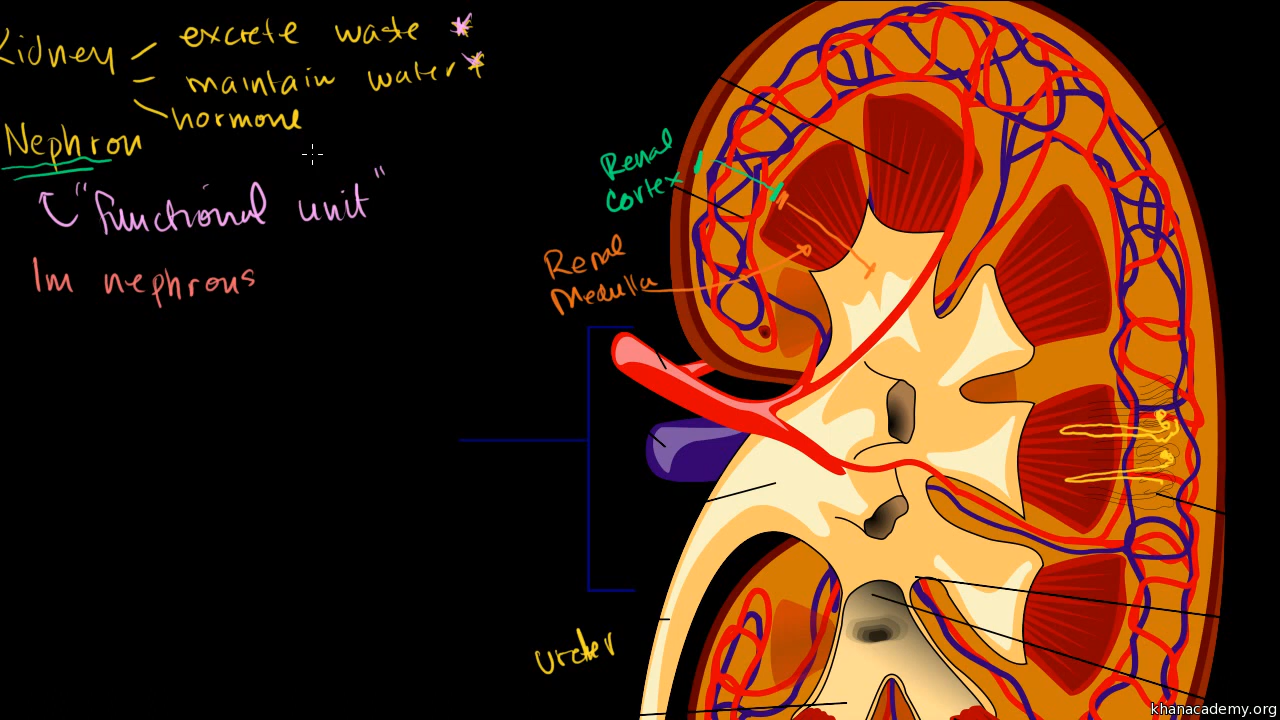 Kidney
excrete waste *
maintain water *
hormone
Nephron
"functional unit"
1m nephrons
Renal
Cortex
Renal
Medulla
Ureter
khanacademy.org